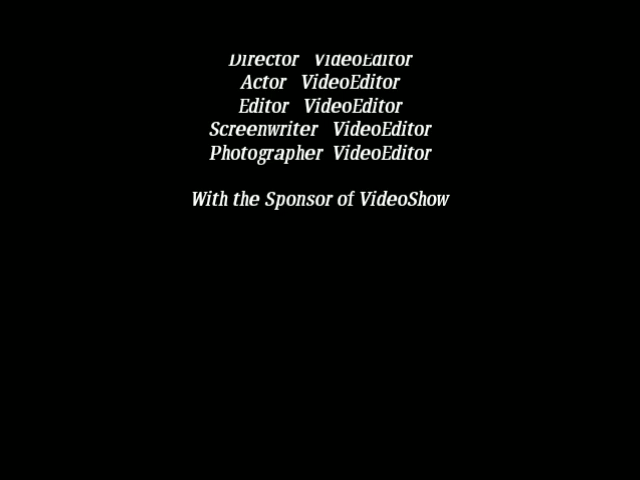 Director VideoEditor
Actor VideoEditor
Editor VideoEditor
Screenwriter VideoEditor
Photographer VideoEditor
With the Sponsor of VideoShow